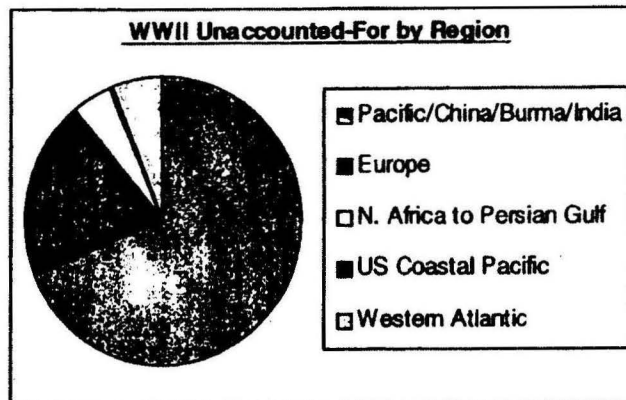 WWII Unaccounted-For by Region
Pacific/China/Burma/India
Europe
N. Africa to Persian Gulf
US Coastal Pacific
Western Atlantic